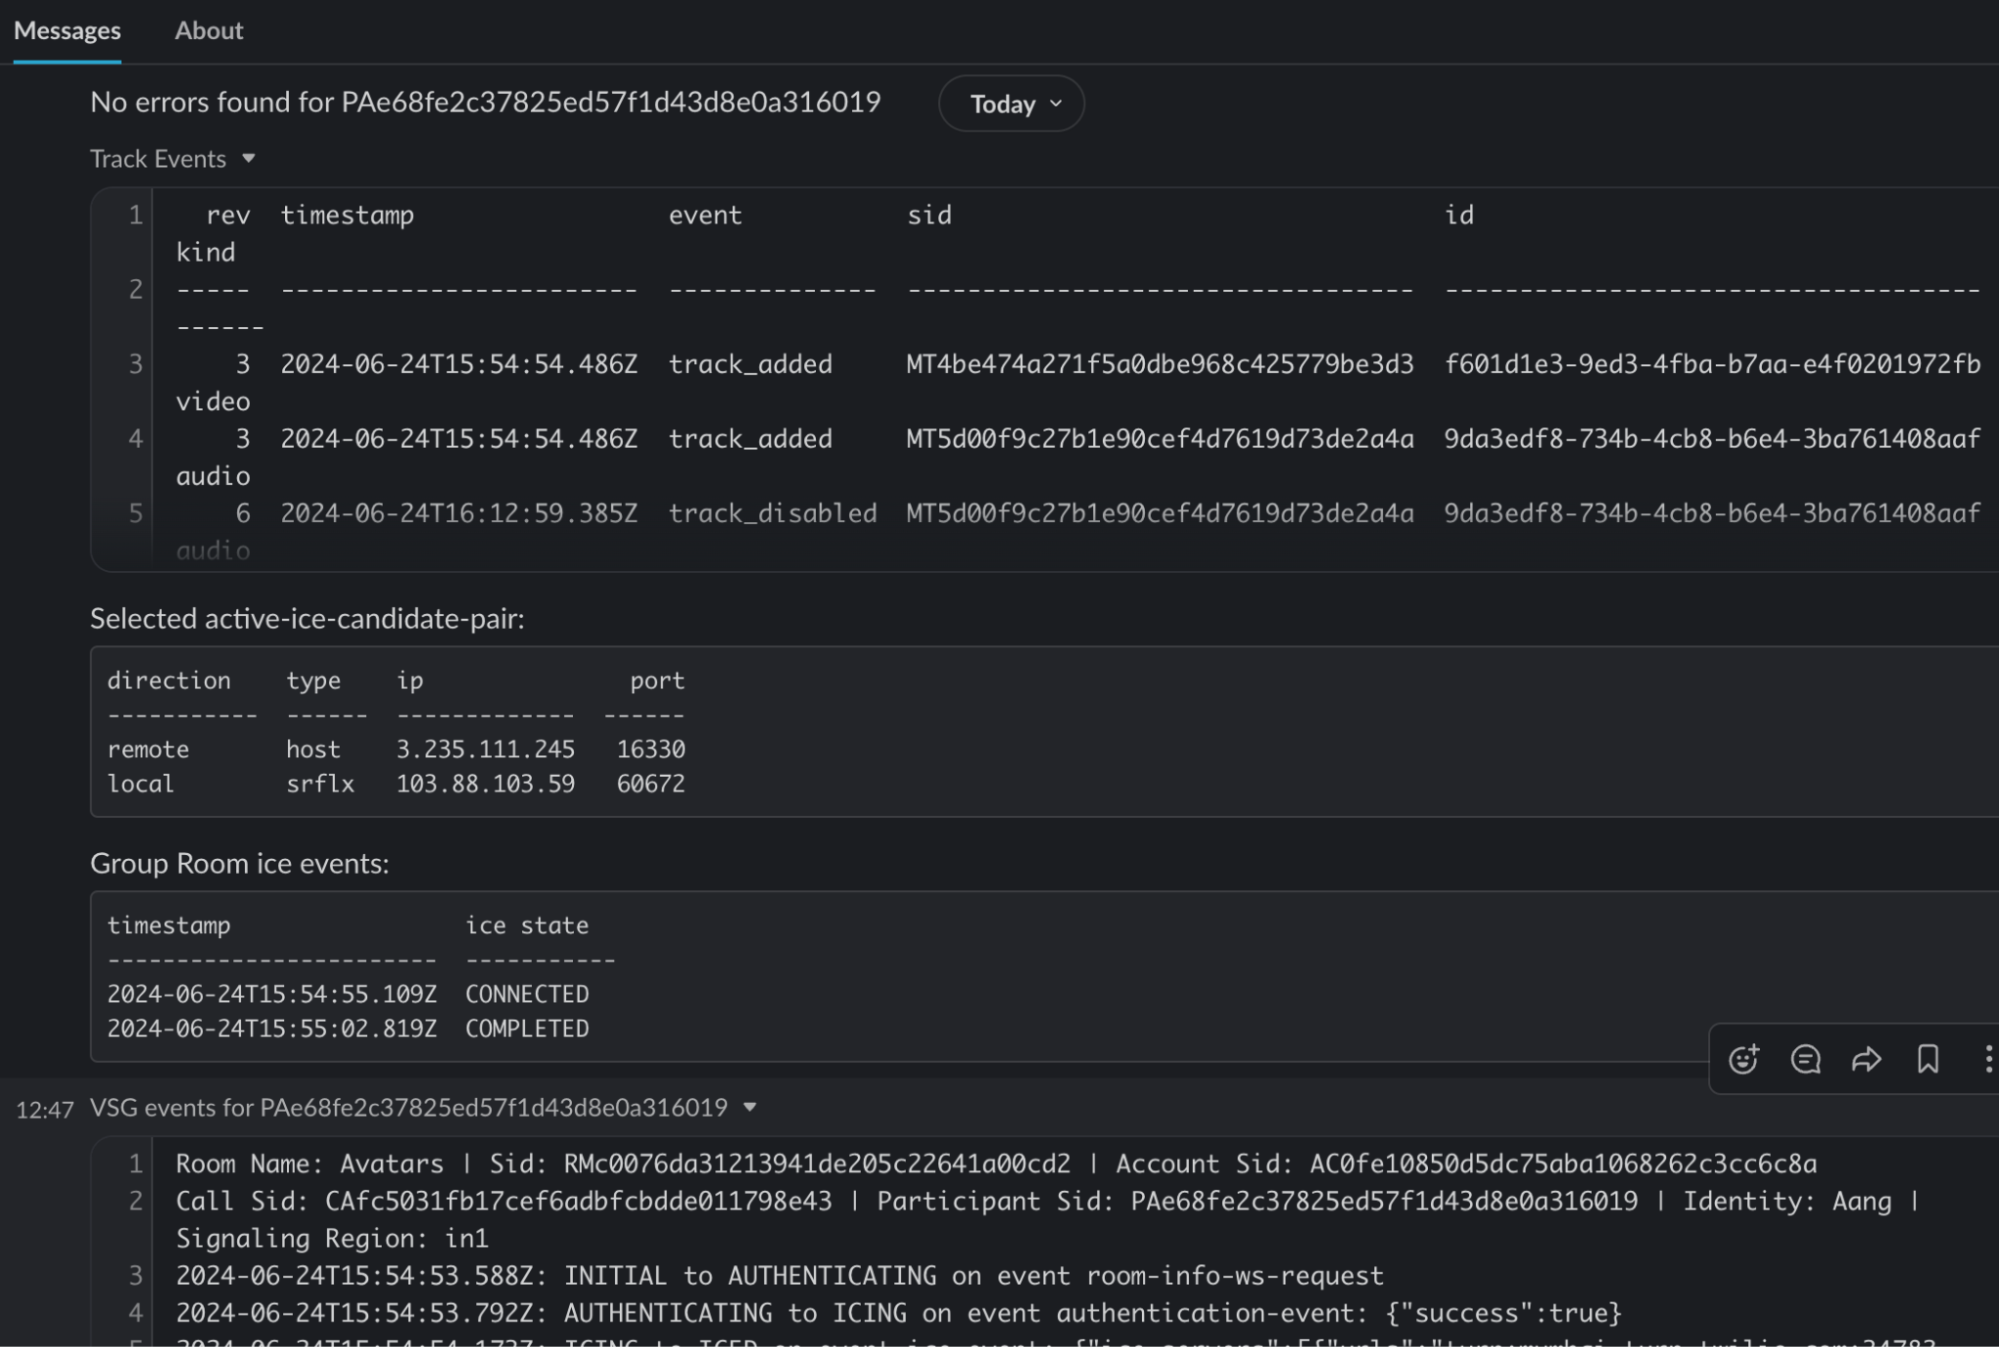 Messages About
No errors found for PAe68fe2c37825ed57f1d43d8e0a316019 Today
Track Events
1 rev timestamp event sid id
kind
2 ----- ------------------------ -------------- ---------------------------------- ------------------------------------
------
3 3 2024-06-24T15:54:54.486Z track_added MT4be474a271f5a0dbe968c425779be3d3 f601d1e3-9ed3-4fba-b7aa-e4f0201972fb
video
4 3 2024-06-24T15:54:54.486Z track_added MT5d00f9c27b1e90cef4d7619d73de2a4a 9da3edf8-734b-4cb8-b6e4-3ba761408aaf
audio
5 6 2024-06-24T16:12:59.385Z track_disabled MT5d00f9c27b1e90cef4d7619d73de2a4a 9da3edf8-734b-4cb8-b6e4-3ba761408aaf
audio
Selected active-ice-candidate-pair:
direction type ip port
----------- ------ ------------- ------
remote host 3.235.111.245 16330
local srflx 103.88.103.59 60672
Group Room ice events:
timestamp ice state
------------------------ -----------
2024-06-24T15:54:55.109Z CONNECTED
2024-06-24T15:55:02.819Z COMPLETED
12:47 VSG events for PAe68fe2c37825ed57f1d43d8e0a316019
1 Room Name: Avatars | Sid: RMc0076da31213941de205c22641a00cd2 | Account Sid: AC0fe10850d5dc75aba1068262c3cc6c8a
2 Call Sid: CAfc5031fb17cef6adbfcbdde011798e43 | Participant Sid: PAe68fe2c37825ed57f1d43d8e0a316019 | Identity: Aang |
Signaling Region: in1
3 2024-06-24T15:54:53.588Z: INITIAL to AUTHENTICATING on event room-info-ws-request
4 2024-06-24T15:54:53.792Z: AUTHENTICATING to ICING on event authentication-event: {"success":true}